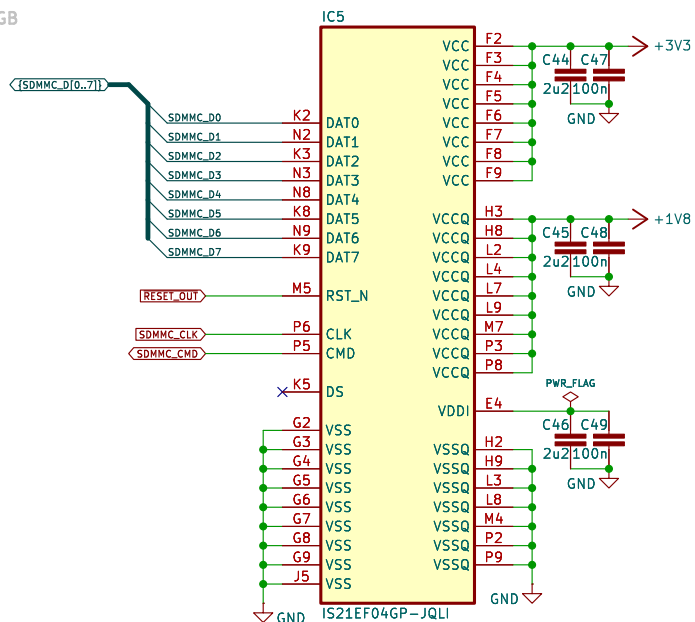 GB
IC5
{SDMMC_D[0..7]}
SDMMC_D0
SDMMC_D1
SDMMC_D2
SDMMC_D3
SDMMC_D4
SDMMC_D5
SDMMC_D6
SDMMC_D7
K2 DAT0
N2 DAT1
K3 DAT2
N3 DAT3
N8 DAT4
K8 DAT5
N9 DAT6
K9 DAT7
RESET_OUT M5 RST_N
SDMMC_CLK P6 CLK
SDMMC_CMD P5 CMD
K5 DS
G2 VSS
G3 VSS
G4 VSS
G5 VSS
G6 VSS
G7 VSS
G8 VSS
G9 VSS
J5 VSS
GND
VCC F2
VCC F3
VCC F4
VCC F5
VCC F6
VCC F7
VCC F8
VCC F9
+3V3
C44 C47
2u2 100n
GND
VCCQ H3
VCCQ H8
VCCQ L2
VCCQ L4
VCCQ L7
VCCQ L9
VCCQ M7
VCCQ P3
VCCQ P8
+1V8
C45 C48
2u2 100n
GND
PWR_FLAG
VDDI E4
C46 C49
2u2 100n
GND
VSSQ H2
VSSQ H9
VSSQ L3
VSSQ L8
VSSQ M4
VSSQ P2
VSSQ P9
GND
IS21EF04GP-JQLI